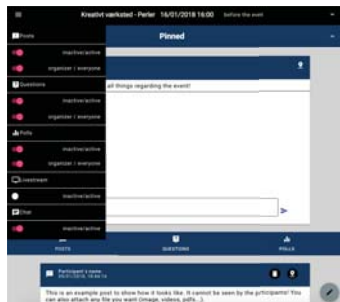 Kreativt værksted - Perler 16/01/2018 16:00 before the event
Pinned
Posts
inactive/active
organizer / everyone
Questions
inactive/active
organizer / everyone
Polls
inactive/active
organizer / everyone
Livestream
inactive/active
Chat
inactive/active
all things regarding the event!
POSTS QUESTIONS POLLS
Participant's name
This is an example post to show how it looks like. It cannot be seen by the participants! You
can also attach any file you want (image, videos, pdfs...).